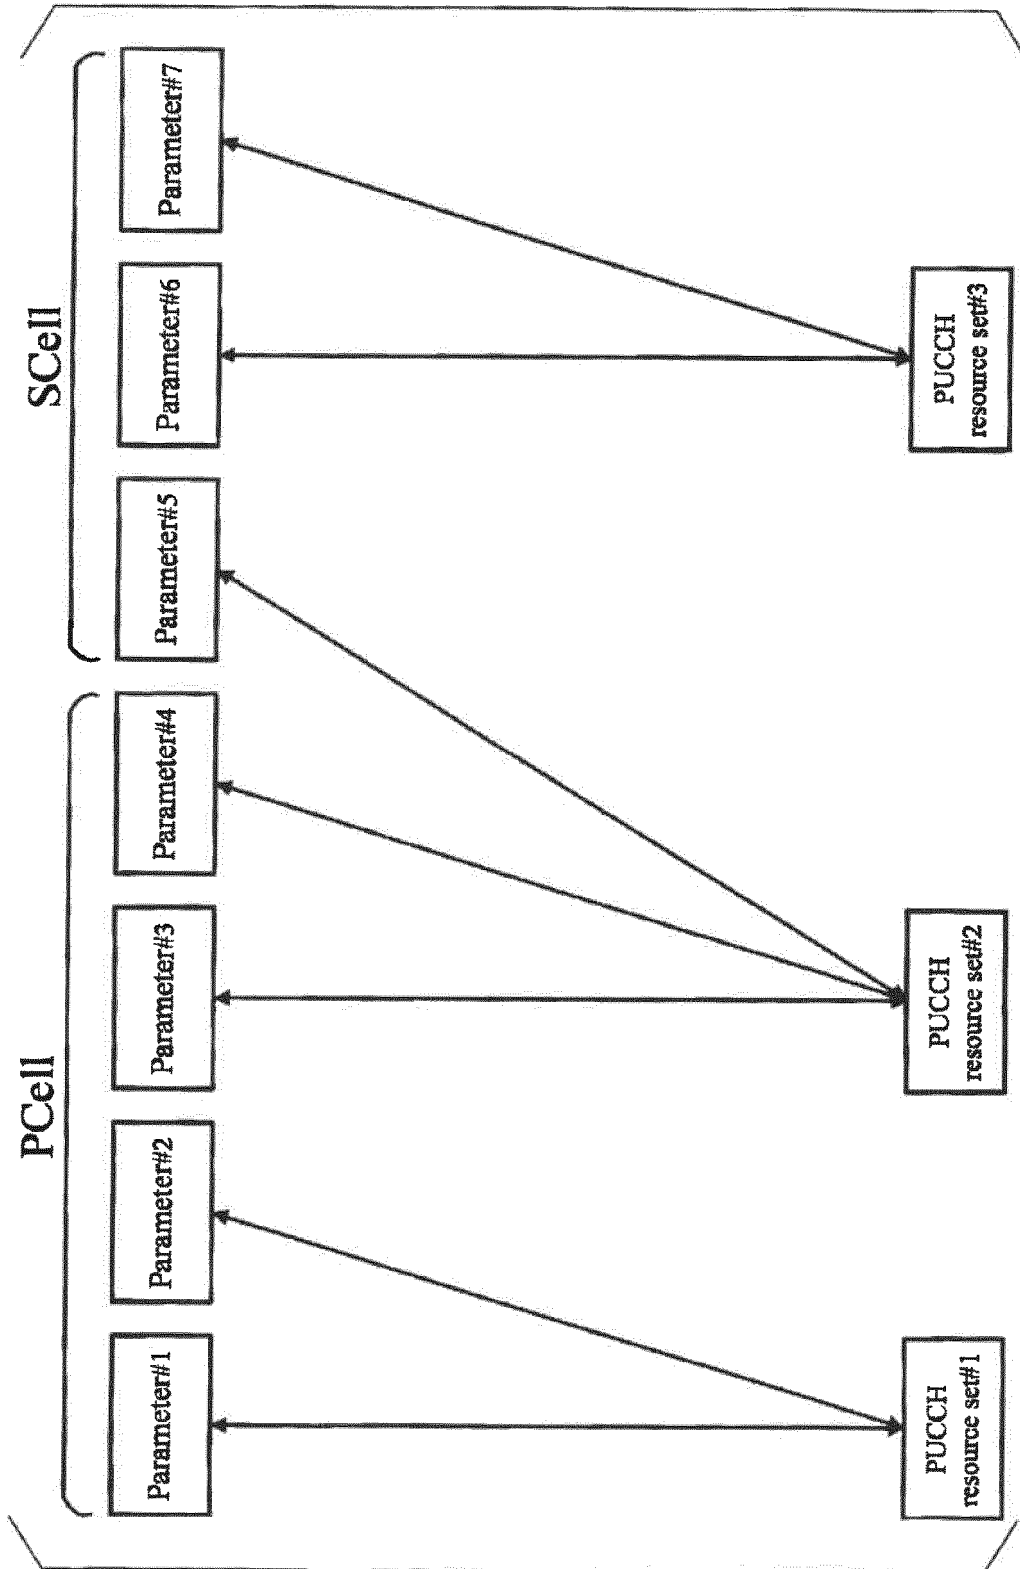 PCell
SCell
Parameter#1
Parameter#2
Parameter#3
Parameter#4
Parameter#5
Parameter#6
Parameter#7
PUCCH
resource set#1
PUCCH
resource set#2
PUCCH
resource set#3